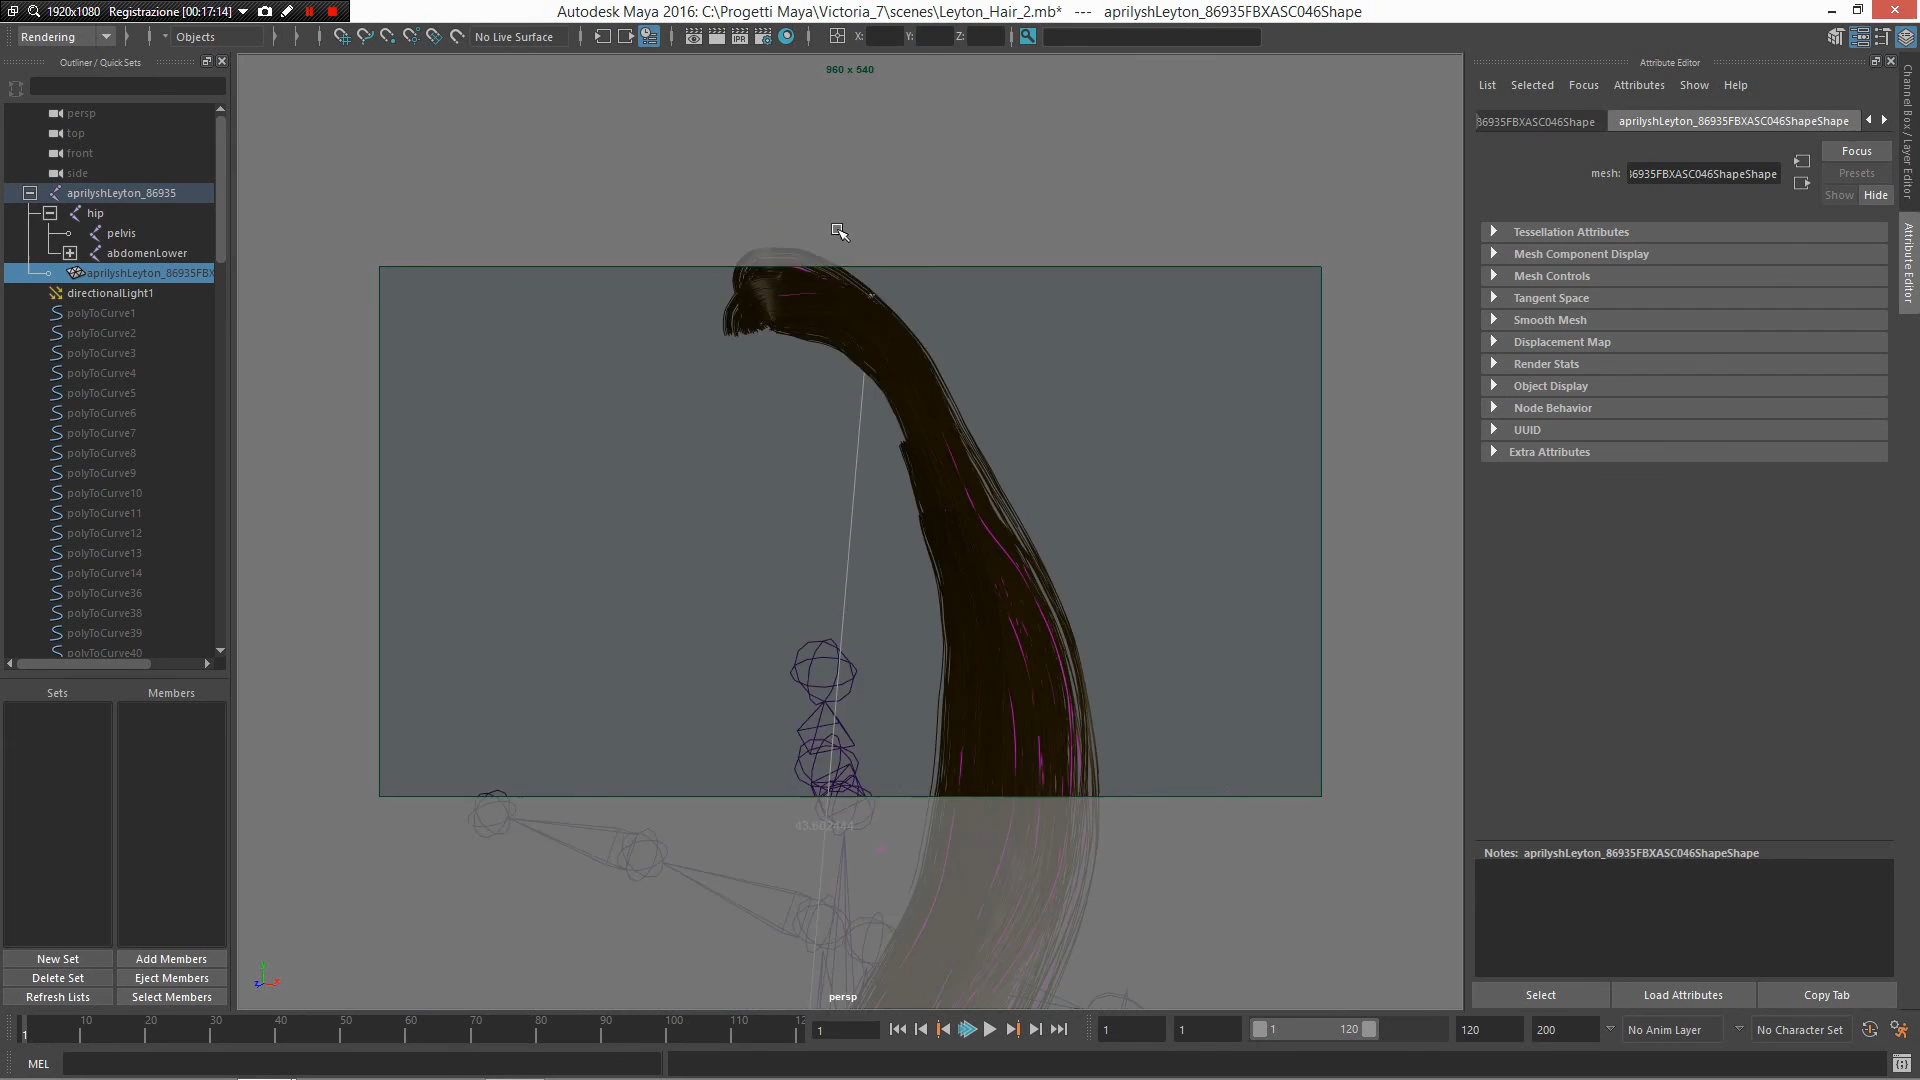 1920x1080 Registrazione [00:17:14]
Autodesk Maya 2016: C:\Progetti Maya\Victoria_7\scenes\Leyton_Hair_2.mb* --- aprilyshLeyton_86935FBXASC046Shape
Rendering Objects No Live Surface IPR X: Y: Z:
Outliner / Quick Sets
960 x 540
Attribute Editor
List Selected Focus Attributes Show Help
persp
top
front
side
aprilyshLeyton_86935
hip
pelvis
abdomenLower
aprilyshLeyton_86935FBX
directionalLight1
polyToCurve1
polyToCurve2
polyToCurve3
polyToCurve4
polyToCurve5
polyToCurve6
polyToCurve7
polyToCurve8
polyToCurve9
polyToCurve10
polyToCurve11
polyToCurve12
polyToCurve13
polyToCurve14
polyToCurve36
polyToCurve38
polyToCurve39
polyToCurve40
Sets Members
New Set Add Members
Delete Set Eject Members
Refresh Lists Select Members
43.602444
persp
86935FBXASC046Shape aprilyshLeyton_86935FBXASC046ShapeShape
Focus
mesh: 86935FBXASC046ShapeShape Presets
Show Hide
Tessellation Attributes
Mesh Component Display
Mesh Controls
Tangent Space
Smooth Mesh
Displacement Map
Render Stats
Object Display
Node Behavior
UUID
Extra Attributes
Notes: aprilyshLeyton_86935FBXASC046ShapeShape
Select Load Attributes Copy Tab
Channel Box / Layer Editor
Attribute Editor
1 10 20 30 40 50 60 70 80 90 100 110 12 1 1 1 1 120 120 200 No Anim Layer No Character Set
MEL